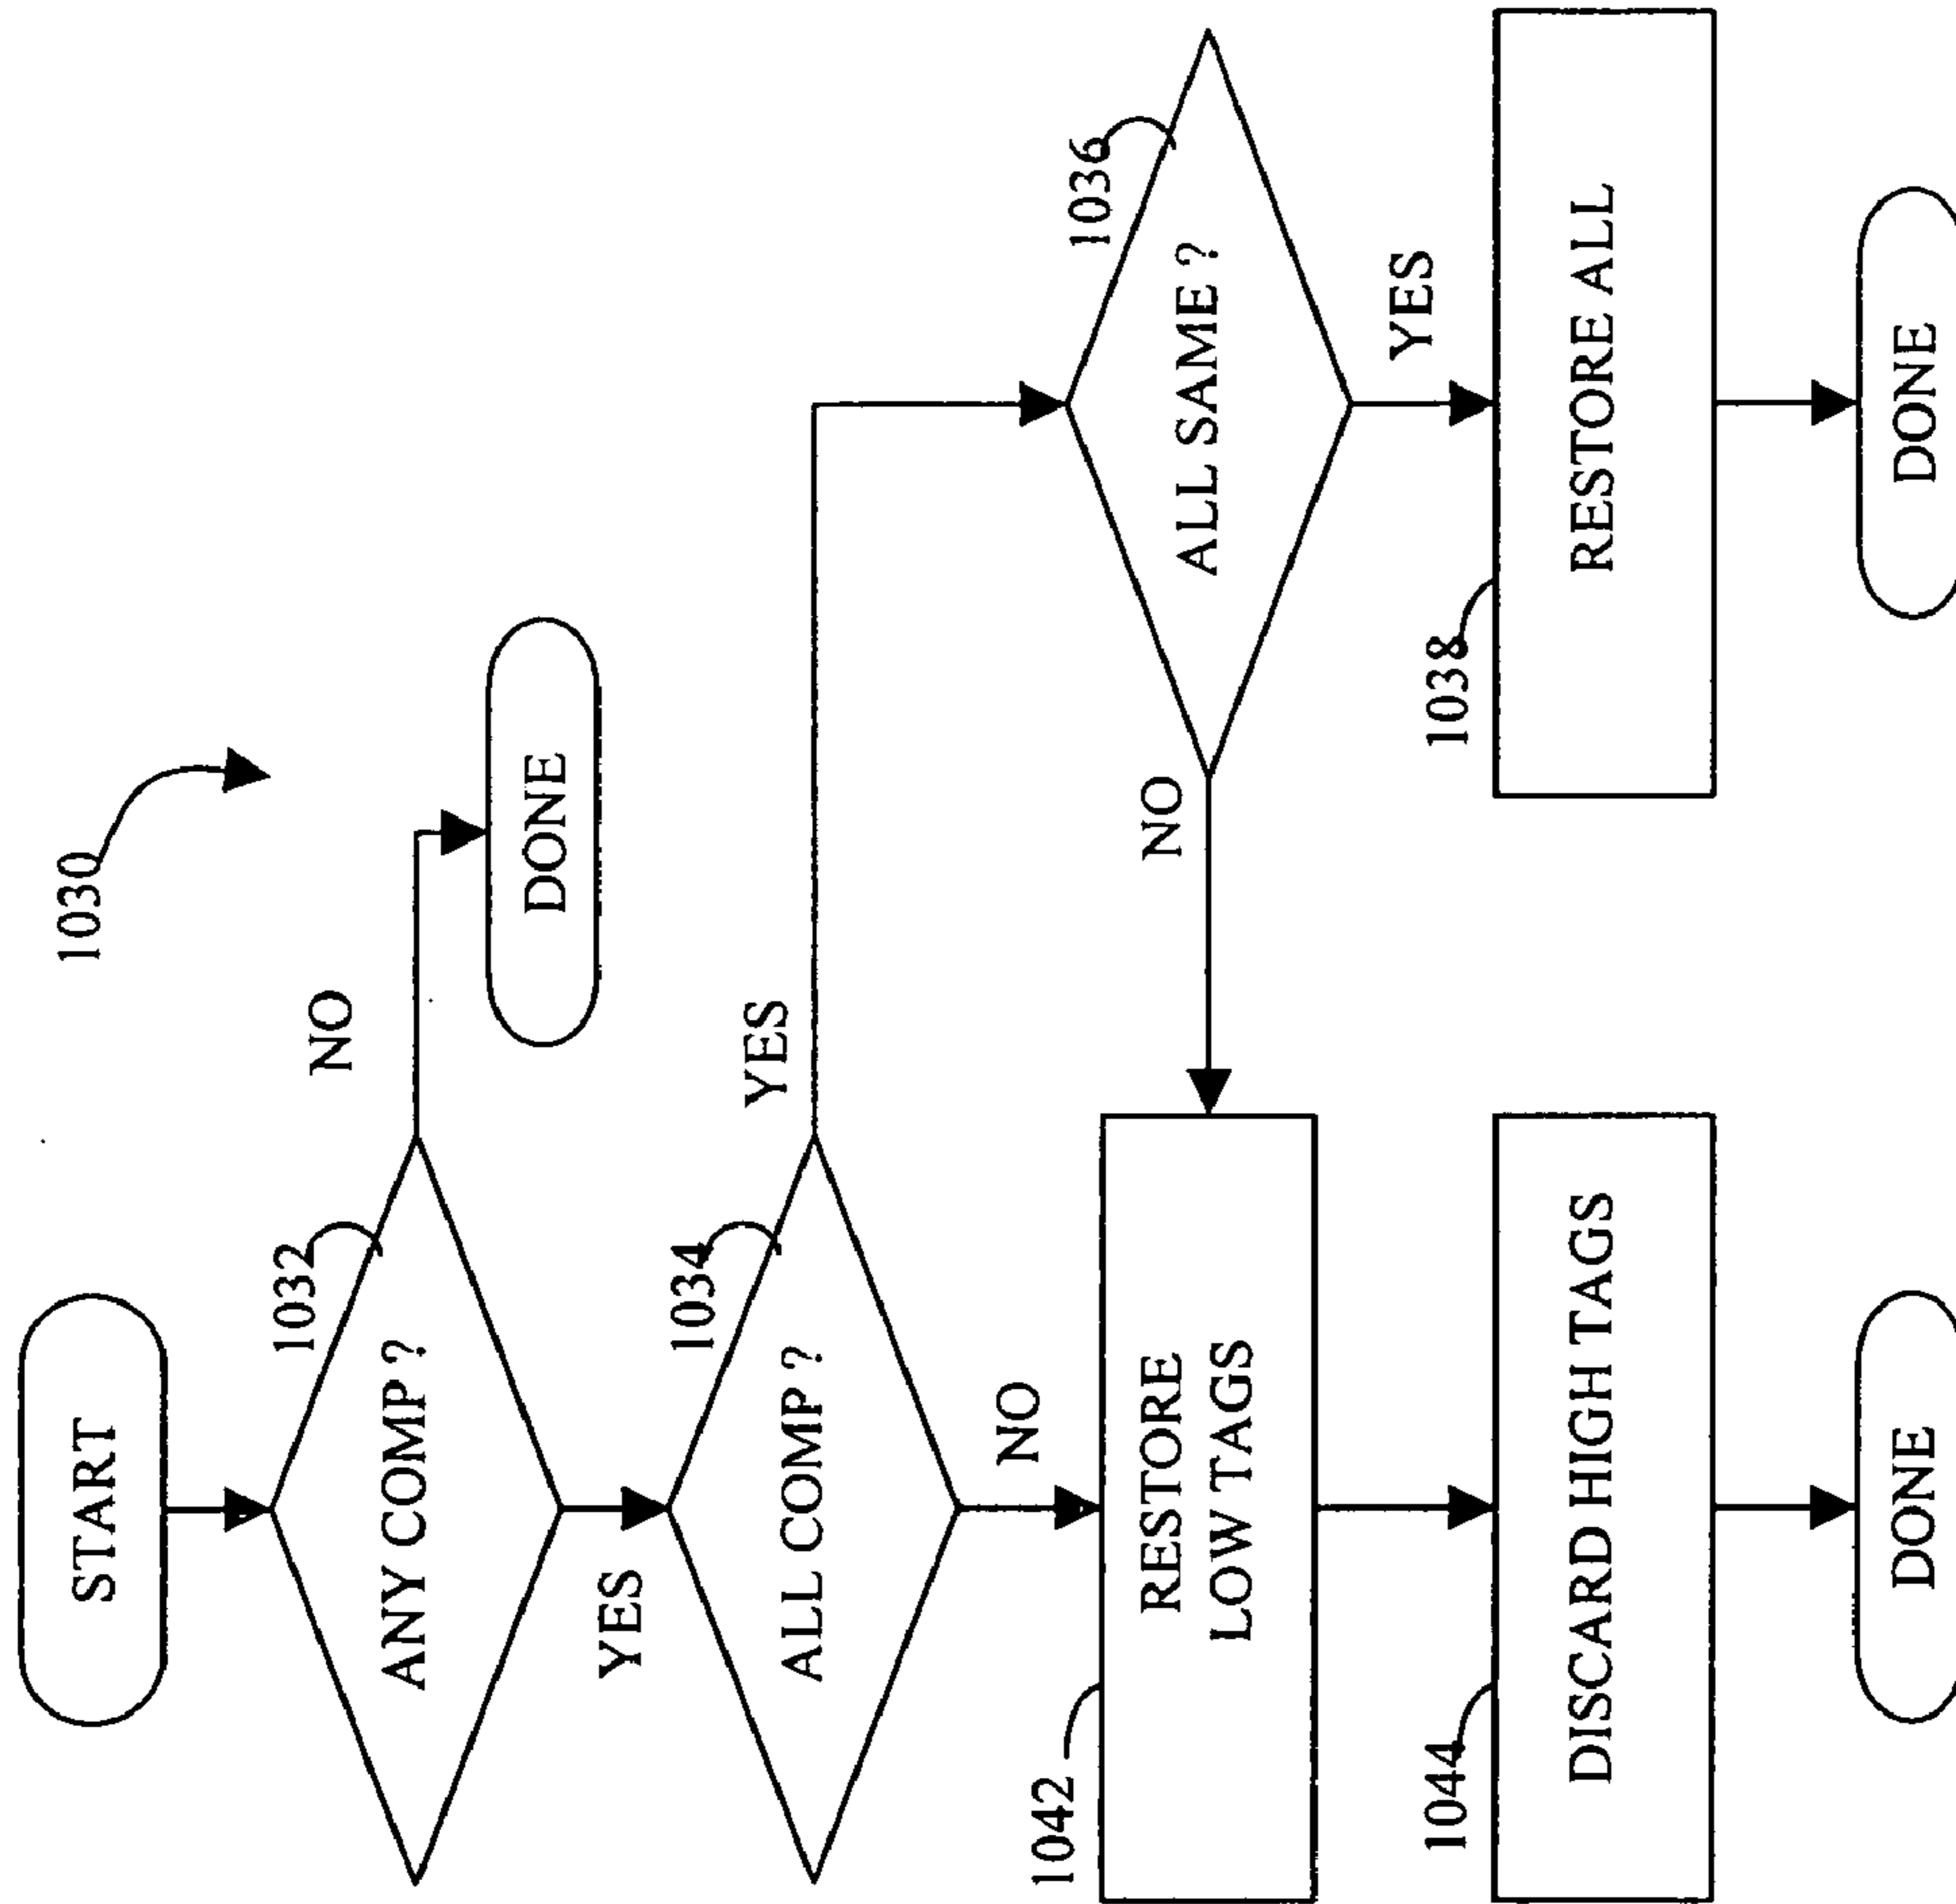 1030
START
1032
ANY COMP ?
NO
DONE
YES
1034
ALL COMP ?
YES
NO
1036
ALL SAME ?
NO
YES
1042
RESTORE
LOW TAGS
1038
RESTORE ALL
1044
DISCARD HIGH TAGS
DONE
DONE